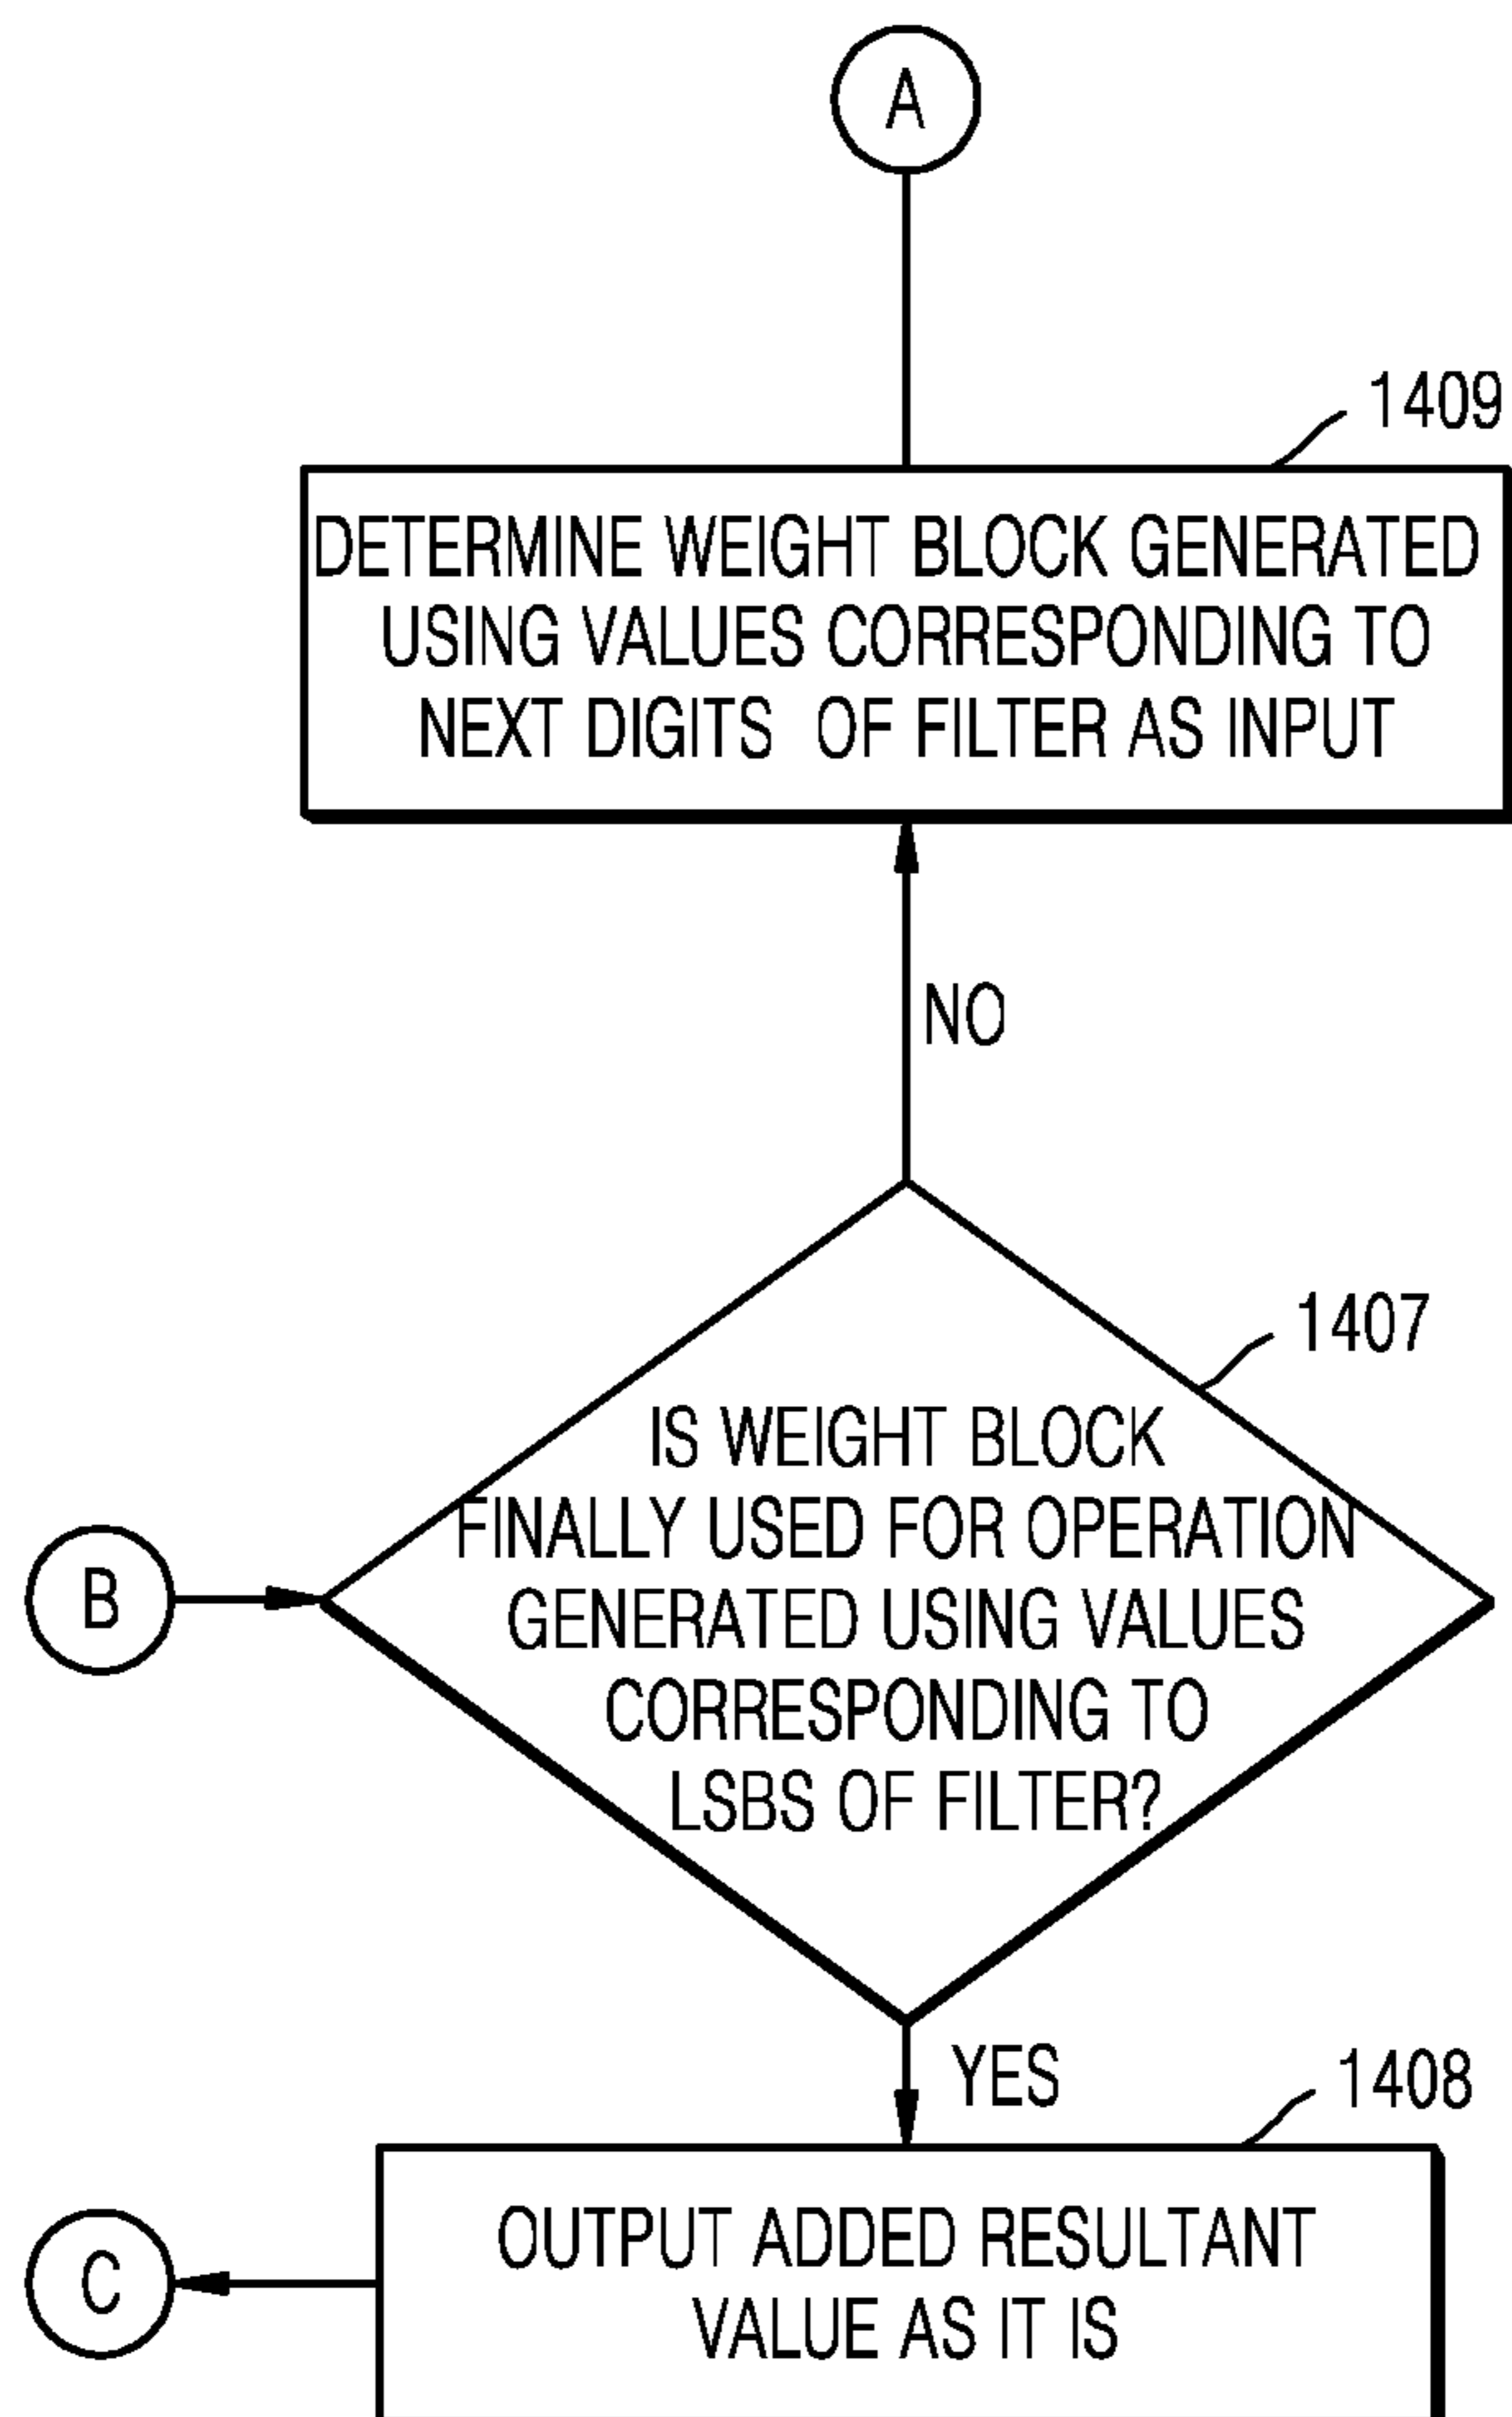 A
1409
DETERMINE WEIGHT BLOCK GENERATED
USING VALUES CORRESPONDING TO
NEXT DIGITS OF FILTER AS INPUT
NO
1407
IS WEIGHT BLOCK
FINALLY USED FOR OPERATION
GENERATED USING VALUES
CORRESPONDING TO
LSBS OF FILTER?
B
YES
1408
OUTPUT ADDED RESULTANT
VALUE AS IT IS
C